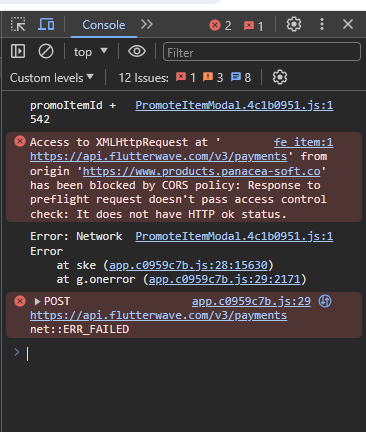 Console 2 1
top Filter
Custom levels 12 Issues: 1 3 8
promoItemId + PromoteItemModal.4c1b0951.js:1
542
Access to XMLHttpRequest at ' fe_item:1
https://api.flutterwave.com/v3/payments' from
origin 'https://www.products.panacea-soft.co'
has been blocked by CORS policy: Response to
preflight request doesn't pass access control
check: It does not have HTTP ok status.
Error: Network PromoteItemModal.4c1b0951.js:1
Error
at ske (app.c0959c7b.js:28:15630)
at g.onerror (app.c0959c7b.js:29:2171)
POST app.c0959c7b.js:29
https://api.flutterwave.com/v3/payments
net::ERR_FAILED